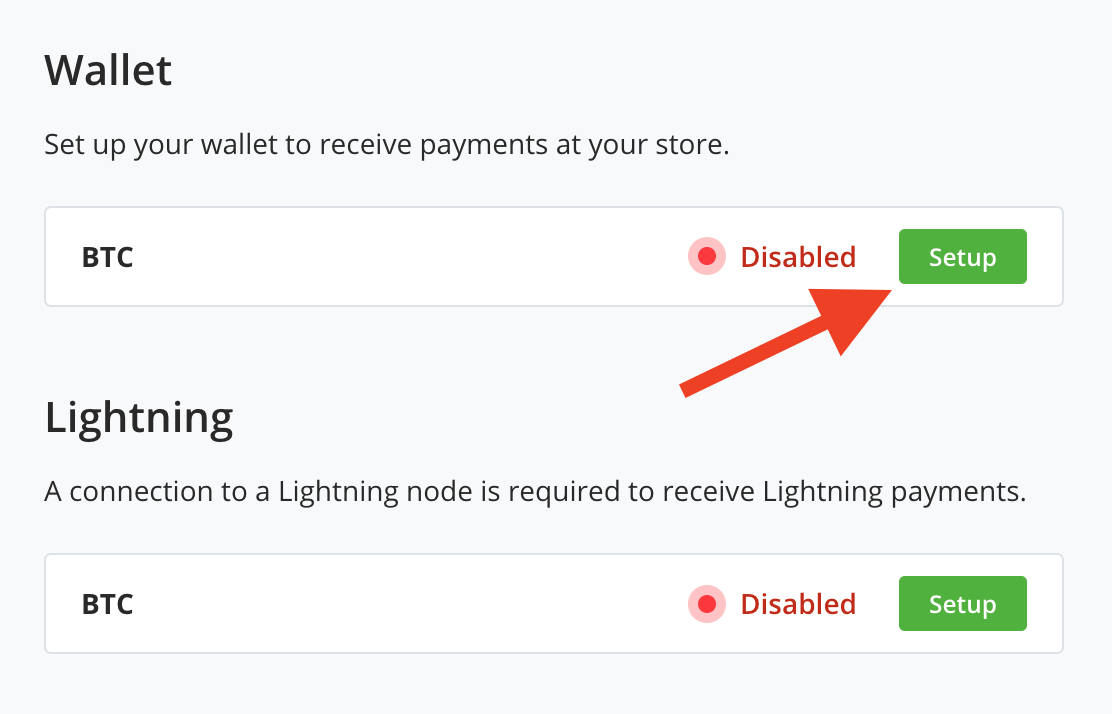 Wallet
Set up your wallet to receive payments at your store.
BTC Disabled Setup
Lightning
A connection to a Lightning node is required to receive Lightning payments.
BTC Disabled Setup